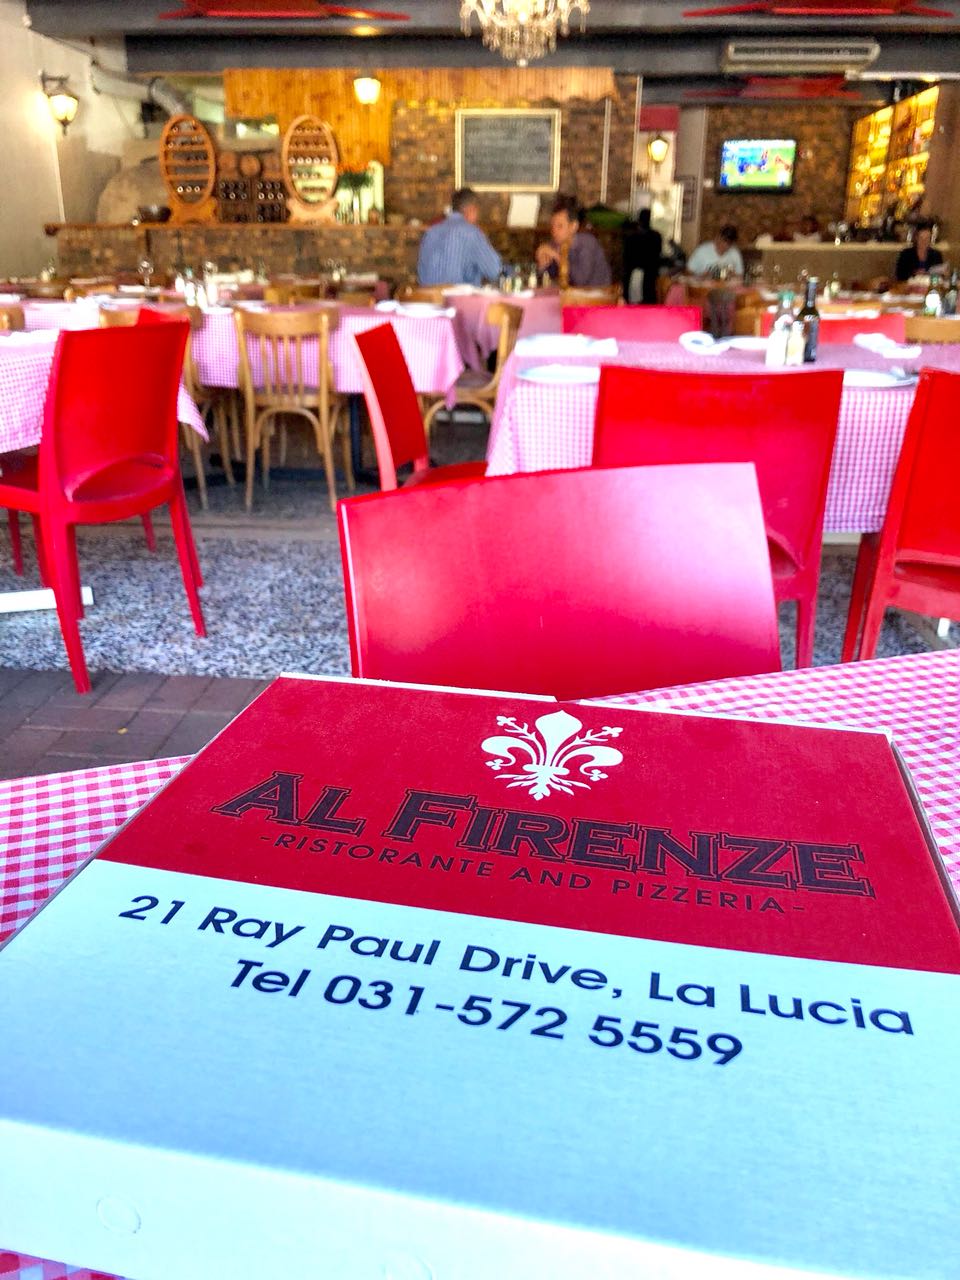 AL FIRENZE
-RISTORANTE AND PIZZERIA-
21 Ray Paul Drive, La Lucia
Tel 031-572 5559